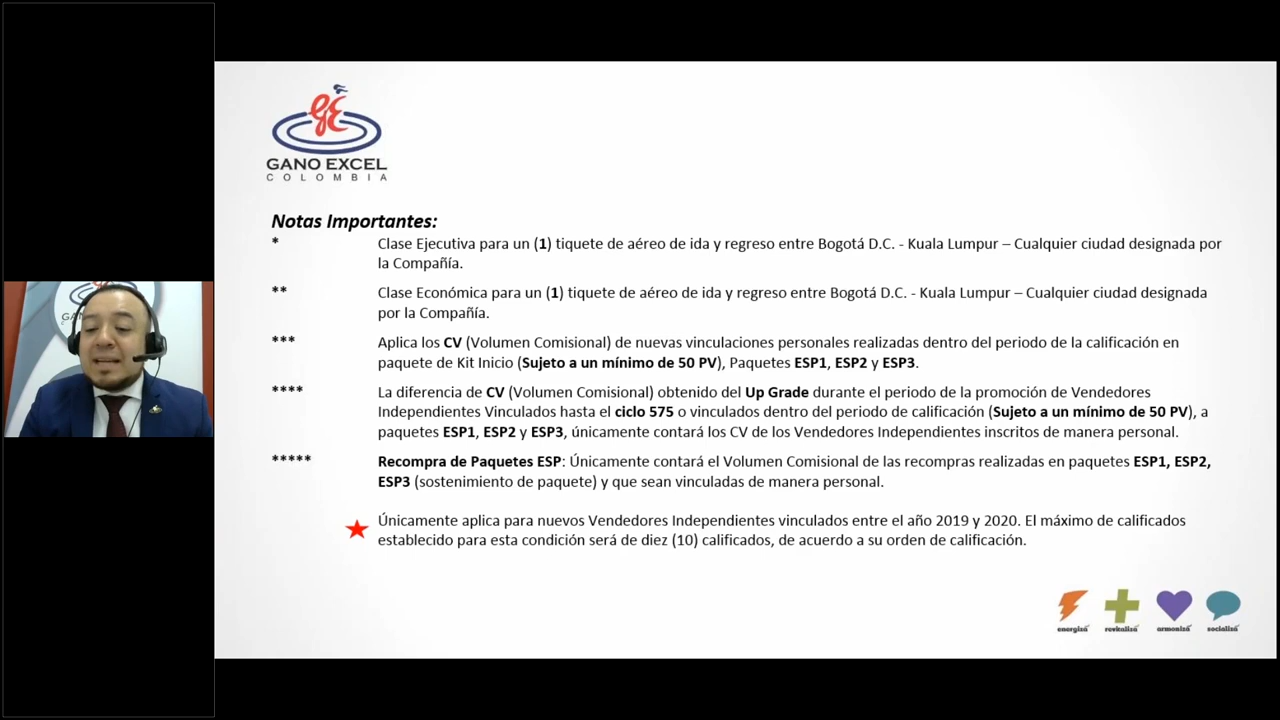 GANO EXCEL
COLOMBIA
Notas Importantes:
* Clase Ejecutiva para un (1) tiquete de aéreo de ida y regreso entre Bogotá D.C. - Kuala Lumpur – Cualquier ciudad designada por
la Compañía.
** Clase Económica para un (1) tiquete de aéreo de ida y regreso entre Bogotá D.C. - Kuala Lumpur – Cualquier ciudad designada
por la Compañía.
*** Aplica los CV (Volumen Comisional) de nuevas vinculaciones personales realizadas dentro del periodo de la calificación en
paquete de Kit Inicio (Sujeto a un mínimo de 50 PV), Paquetes ESP1, ESP2 y ESP3.
**** La diferencia de CV (Volumen Comisional) obtenido del Up Grade durante el periodo de la promoción de Vendedores
Independientes Vinculados hasta el ciclo 575 o vinculados dentro del periodo de calificación (Sujeto a un mínimo de 50 PV), a
paquetes ESP1, ESP2 y ESP3, únicamente contará los CV de los Vendedores Independientes inscritos de manera personal.
***** Recompra de Paquetes ESP: Únicamente contará el Volumen Comisional de las recompras realizadas en paquetes ESP1, ESP2,
ESP3 (sostenimiento de paquete) y que sean vinculadas de manera personal.
Únicamente aplica para nuevos Vendedores Independientes vinculados entre el año 2019 y 2020. El máximo de calificados
establecido para esta condición será de diez (10) calificados, de acuerdo a su orden de calificación.
energizá revitalizá armonizá socializá